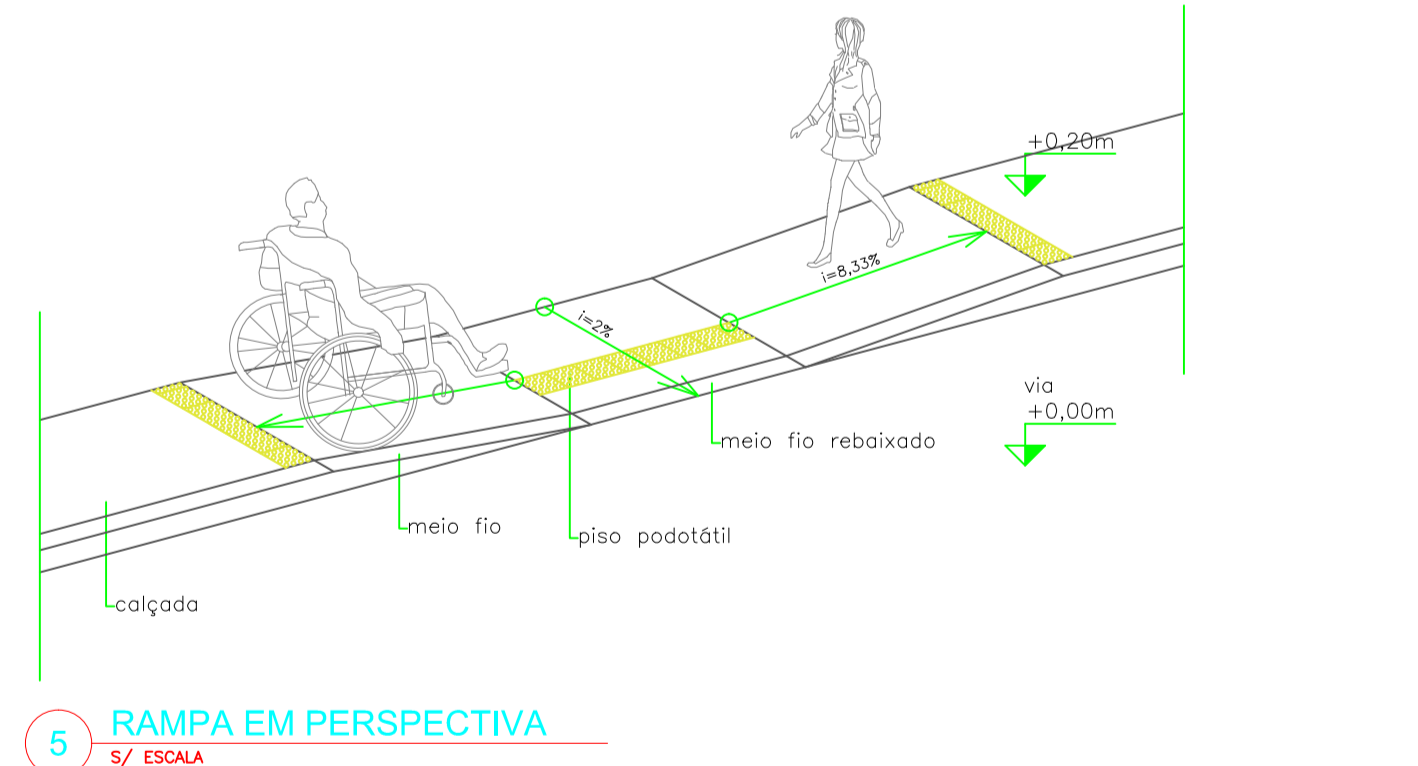 +0,20m
i=8,33%
i=2%
via
+0,00m
meio fio rebaixado
meio fio
piso podotátil
calçada
5
RAMPA EM PERSPECTIVA
S/ ESCALA